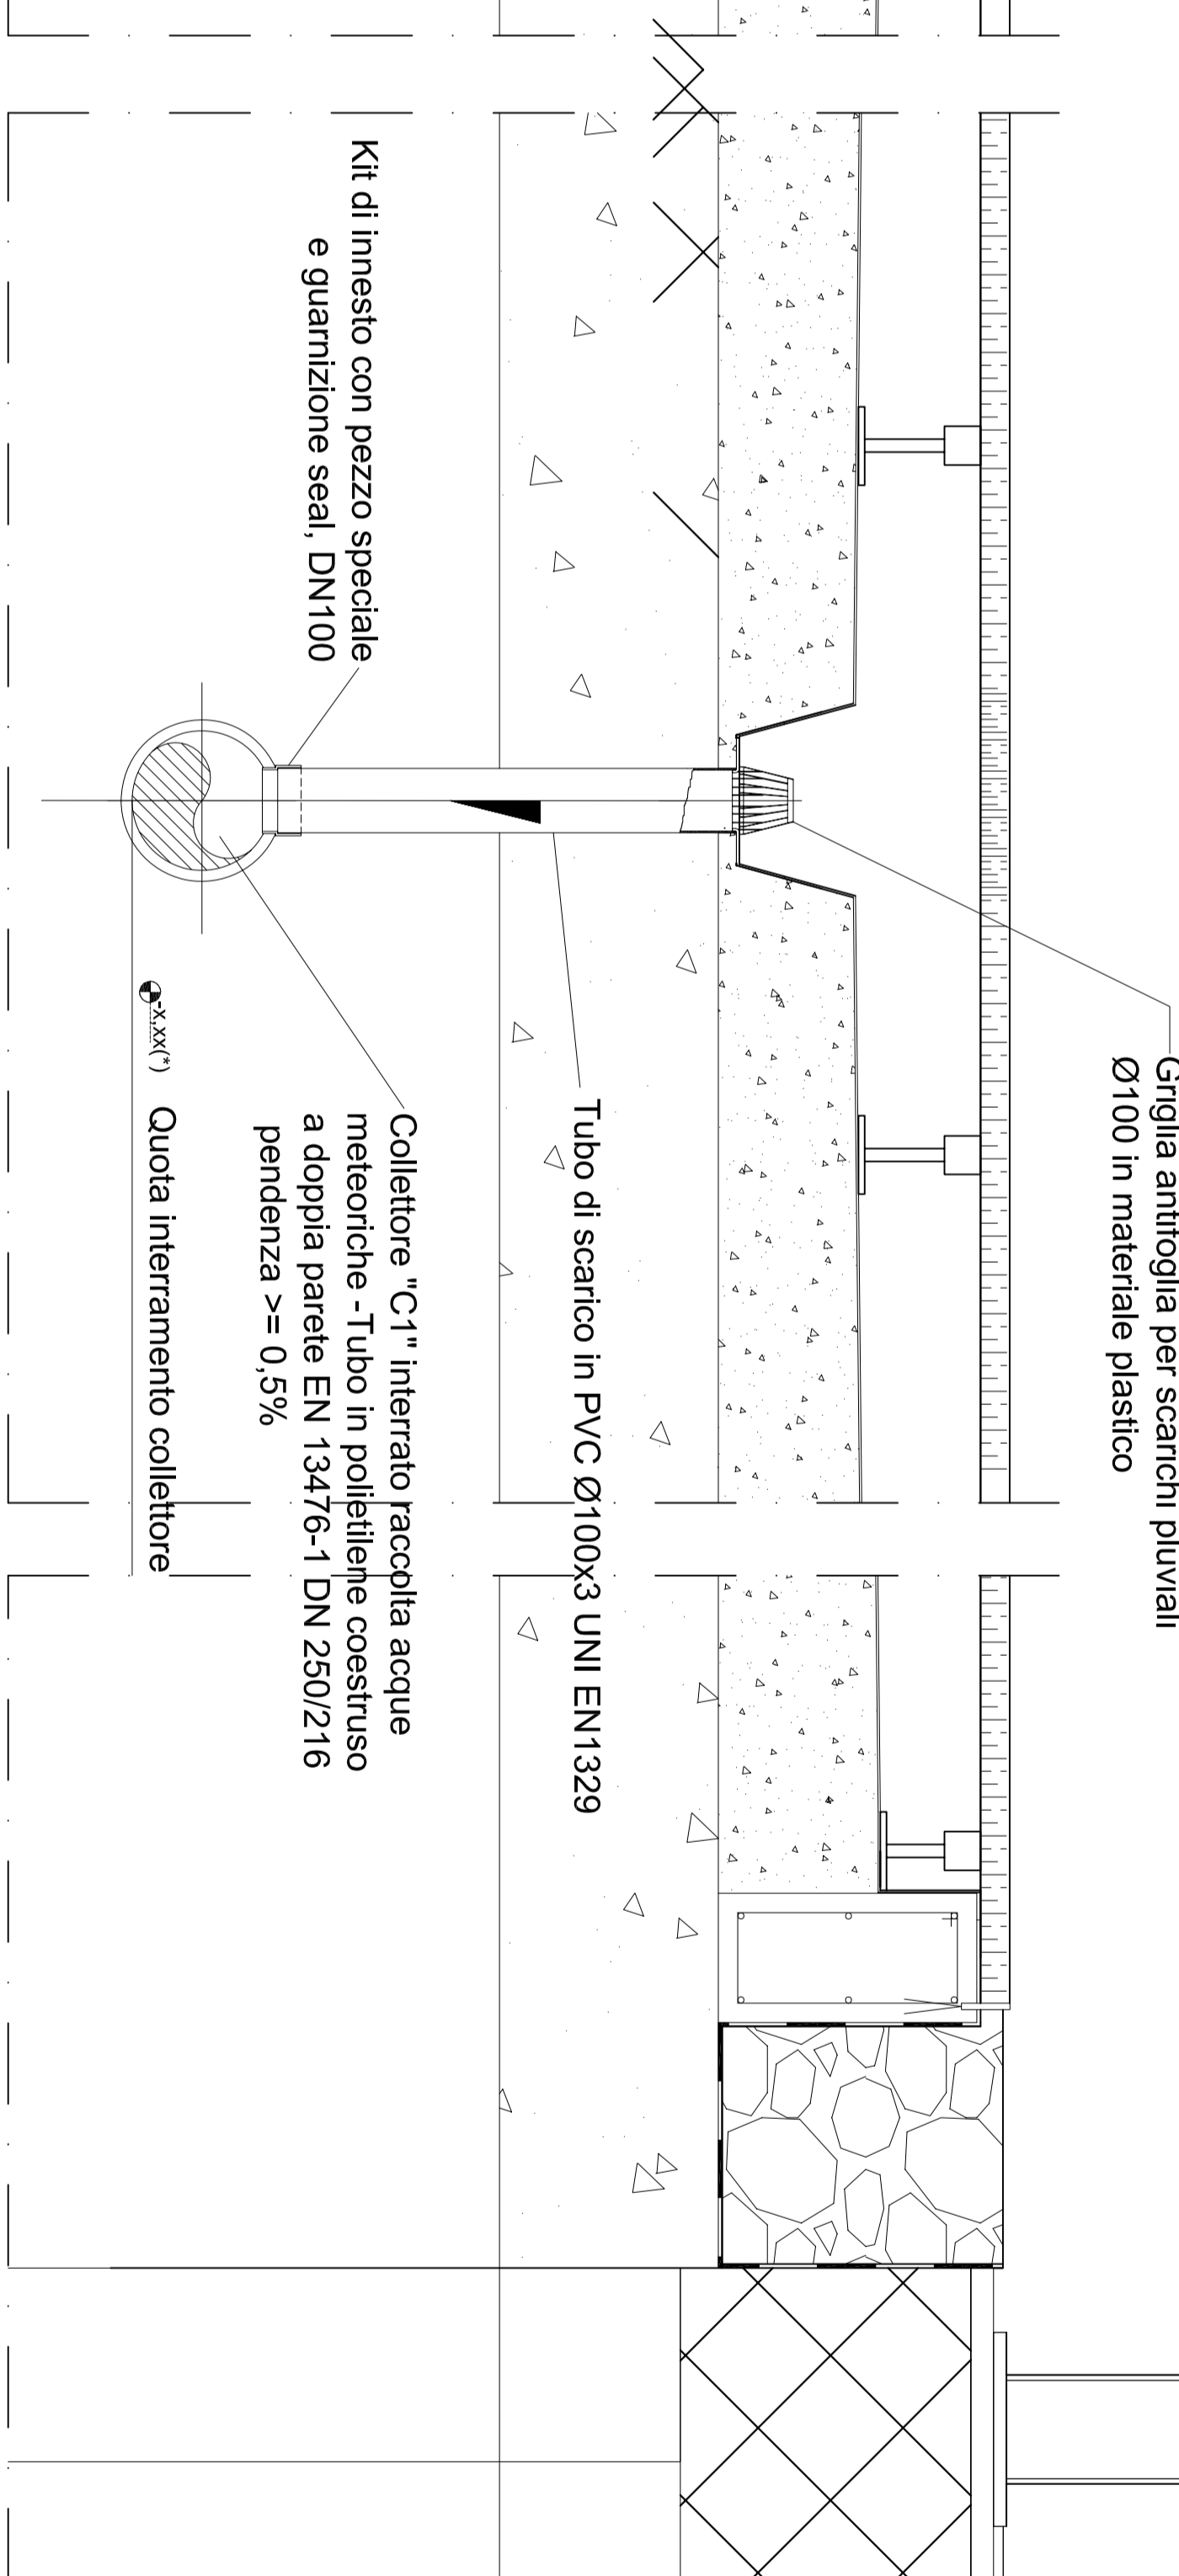 Griglia antifoglia per scarichi pluviali
Ø100 in materiale plastico
Tubo di scarico in PVC Ø100x3 UNI EN1329
Kit di innesto con pezzo speciale
e guarnizione seal, DN100
Collettore "C1" interrato raccolta acque
meteoriche -Tubo in polietilene coestruso
a doppia parete EN 13476-1 DN 250/216
pendenza >= 0,5%
-x,xx(*)
Quota interramento collettore